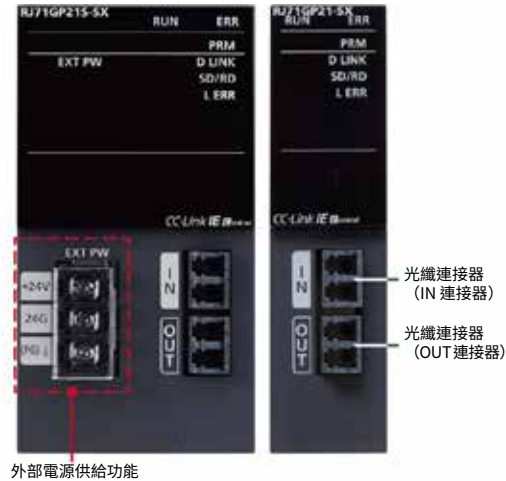 RJ71GP21S-SX
RUN ERR
PRM
EXT PW D LINK
SD/RD
L ERR
CC-Link IE Control
EXT PW
+24V
24G
(FG)
IN
OUT
外部電源供給功能
RJ71GP21-SX
RUN ERR
PRM
D LINK
SD/RD
L ERR
CC-Link IE Control
IN
OUT
光纖連接器
（IN 連接器）
光纖連接器
（OUT 連接器）